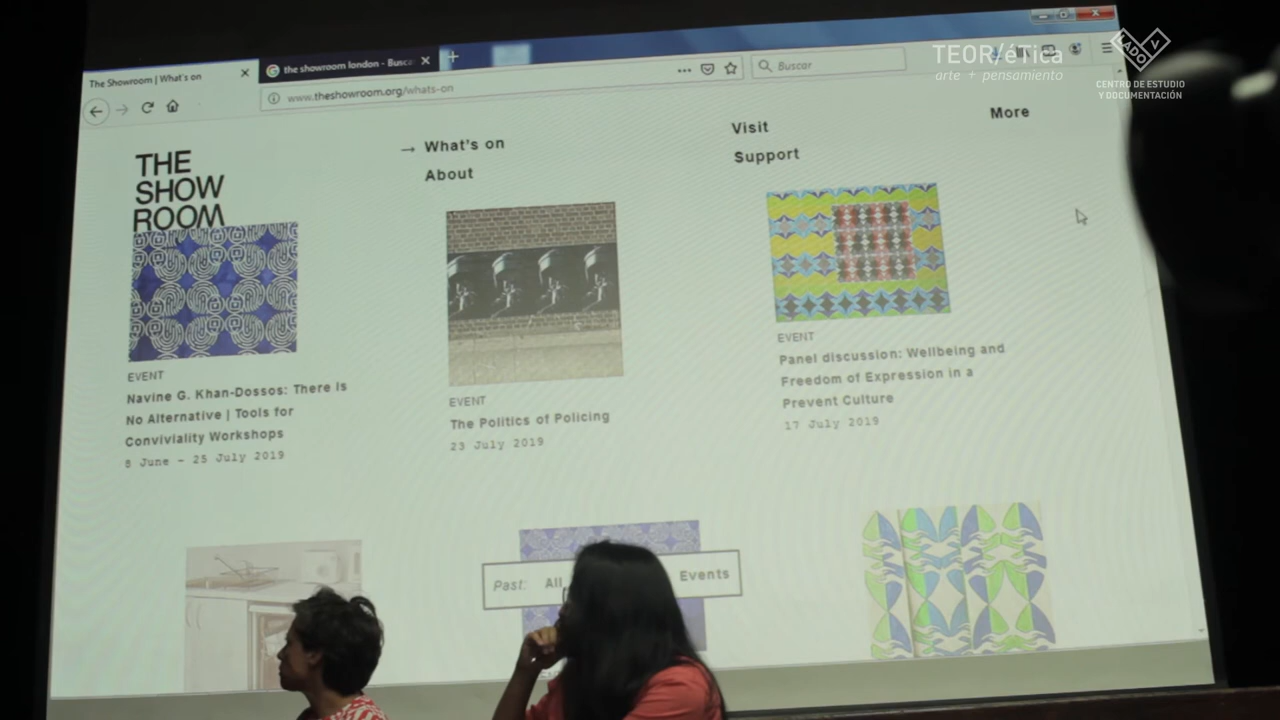 The Showroom | What's on
the showroom london - Busca
www.theshowroom.org/whats-on
Buscar
TEOR/éTica
arte + pensamiento
CENTRO DE ESTUDIO
Y DOCUMENTACIÓN
THE
SHOW
ROOM
What's on
About
Visit
Support
More
EVENT
Navine G. Khan-Dossos: There Is
No Alternative | Tools for
Conviviality Workshops
8 June – 25 July 2019
EVENT
The Politics of Policing
23 July 2019
EVENT
Panel discussion: Wellbeing and
Freedom of Expression in a
Prevent Culture
17 July 2019
Past: All
Events